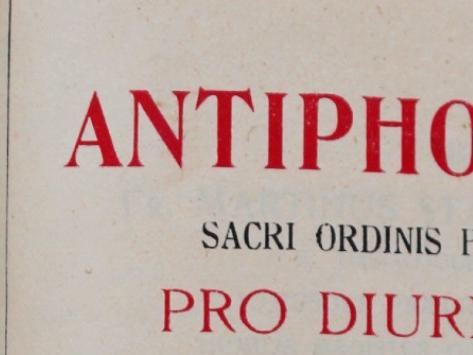 ANTIPHO
SACRI ORDINIS
PRO DIUR